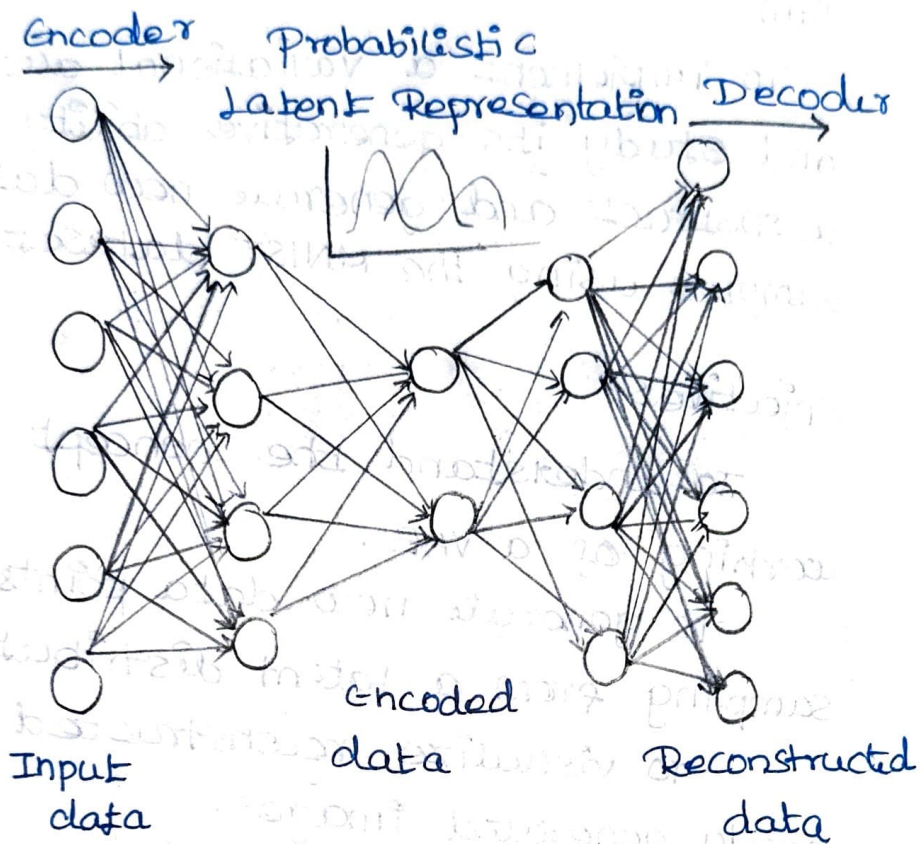 Encoder
Probabilistic
Latent Representation
Decoder
Encoded
data
Input
data
Reconstructed
data